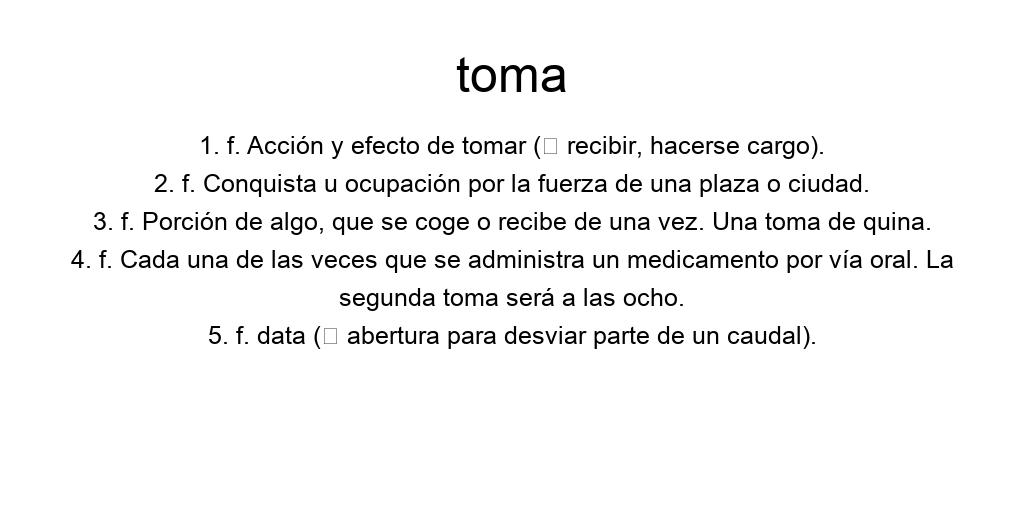 toma
1. f. Acción y efecto de tomar (□ recibir, hacerse cargo).
2. f. Conquista u ocupación por la fuerza de una plaza o ciudad.
3. f. Porción de algo, que se coge o recibe de una vez. Una toma de quina.
4. f. Cada una de las veces que se administra un medicamento por vía oral. La
segunda toma será a las ocho.
5. f. data (□ abertura para desviar parte de un caudal).